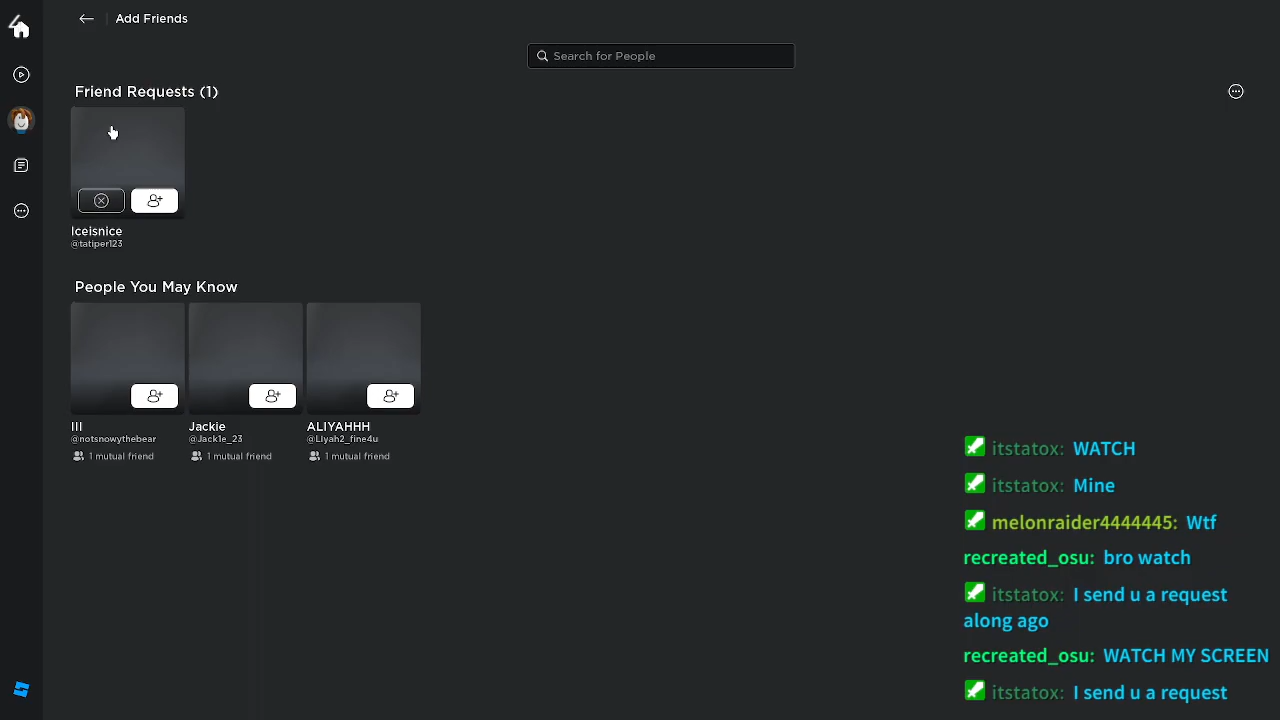 Add Friends
Search for People
Friend Requests (1)
Iceisnice
@tatiper123
People You May Know
III
@notsnowythebear
1 mutual friend
Jackie
@Jack1e_23
1 mutual friend
ALIYAHHH
@Liyah2_fine4u
1 mutual friend
itstatox: WATCH
itstatox: Mine
melonraider4444445: Wtf
recreated_osu: bro watch
itstatox: I send u a request
along ago
recreated_osu: WATCH MY SCREEN
itstatox: I send u a request